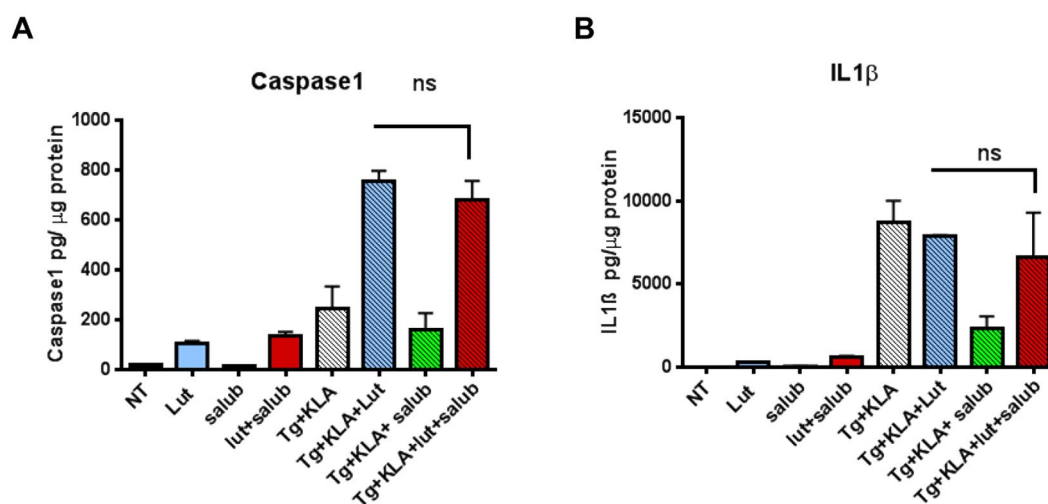 A
Caspase1
ns
Caspase1 pg/ μg protein
1000
800
600
400
200
0
NT
Lut
salub
lut+salub
Tg+KLA
Tg+KLA+Lut
Tg+KLA+ salub
Tg+KLA+lut+salub
B
IL1β
ns
IL1ß pg/μg protein
15000
10000
5000
0
NT
Lut
salub
lut+salub
Tg+KLA
Tg+KLA+Lut
Tg+KLA+ salub
Tg+KLA+lut+salub